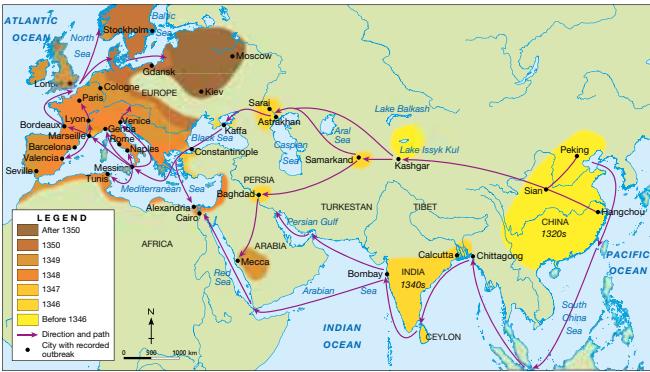 ATLANTIC
OCEAN
North
Sea
Baltic
Sea
Stockholm
Moscow
Gdansk
London
Cologne
EUROPE
Kiev
Paris
Lyon
Venice
Bordeaux
Genoa
Marseille
Rome
Barcelona
Naples
Valencia
Messina
Seville
Tunis
Mediterranean Sea
Black Sea
Constantinople
Kaffa
Sarai
Astrakhan
Caspian
Sea
Aral
Sea
Lake Balkash
Lake Issyk Kul
Samarkand
Kashgar
Peking
Sian
Hangchou
CHINA
1320s
PERSIA
Baghdad
TURKESTAN
TIBET
Alexandria
Cairo
Persian Gulf
AFRICA
ARABIA
Mecca
Red
Sea
Calcutta
Chittagong
Bombay
INDIA
1340s
Arabian
Sea
PACIFIC
OCEAN
South
China
Sea
INDIAN
OCEAN
CEYLON
LEGEND
After 1350
1350
1349
1348
1347
1346
Before 1346
Direction and path
City with recorded
outbreak
N
0 500 1000 km